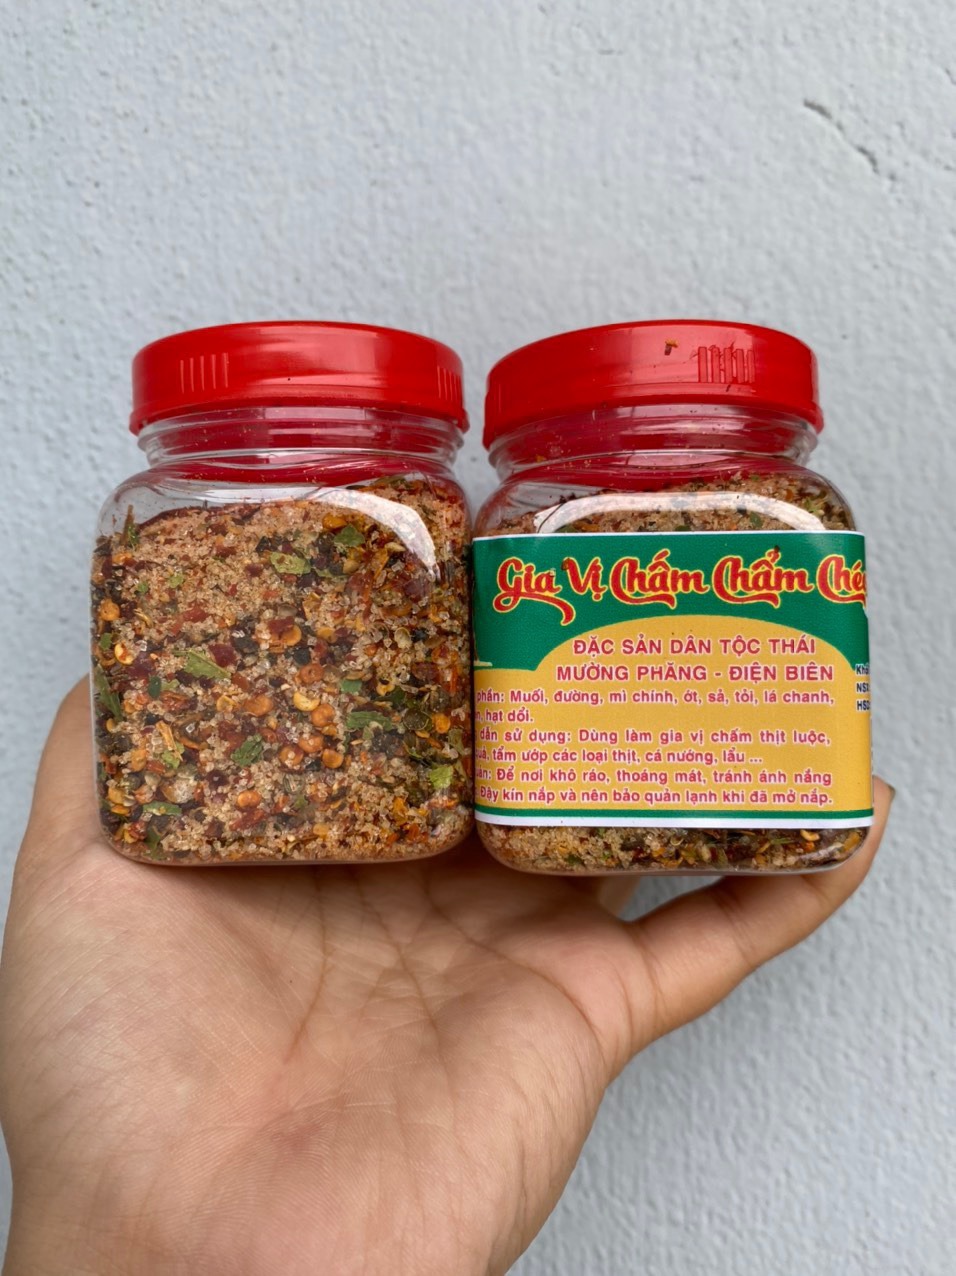 Gia Vị Chấm Chẩm Chéo
ĐẶC SẢN DÂN TỘC THÁI
MƯỜNG PHĂNG - ĐIỆN BIÊN
phần: Muối, đường, mì chính, ớt, sả, tỏi, lá chanh,
hạt dổi.
dẫn sử dụng: Dùng làm gia vị chấm thịt luộc,
tẩm ướp các loại thịt, cá nướng, lẩu ...
Để nơi khô ráo, thoáng mát, tránh ánh nắng
Đậy kín nắp và nên bảo quản lạnh khi đã mở nắp.